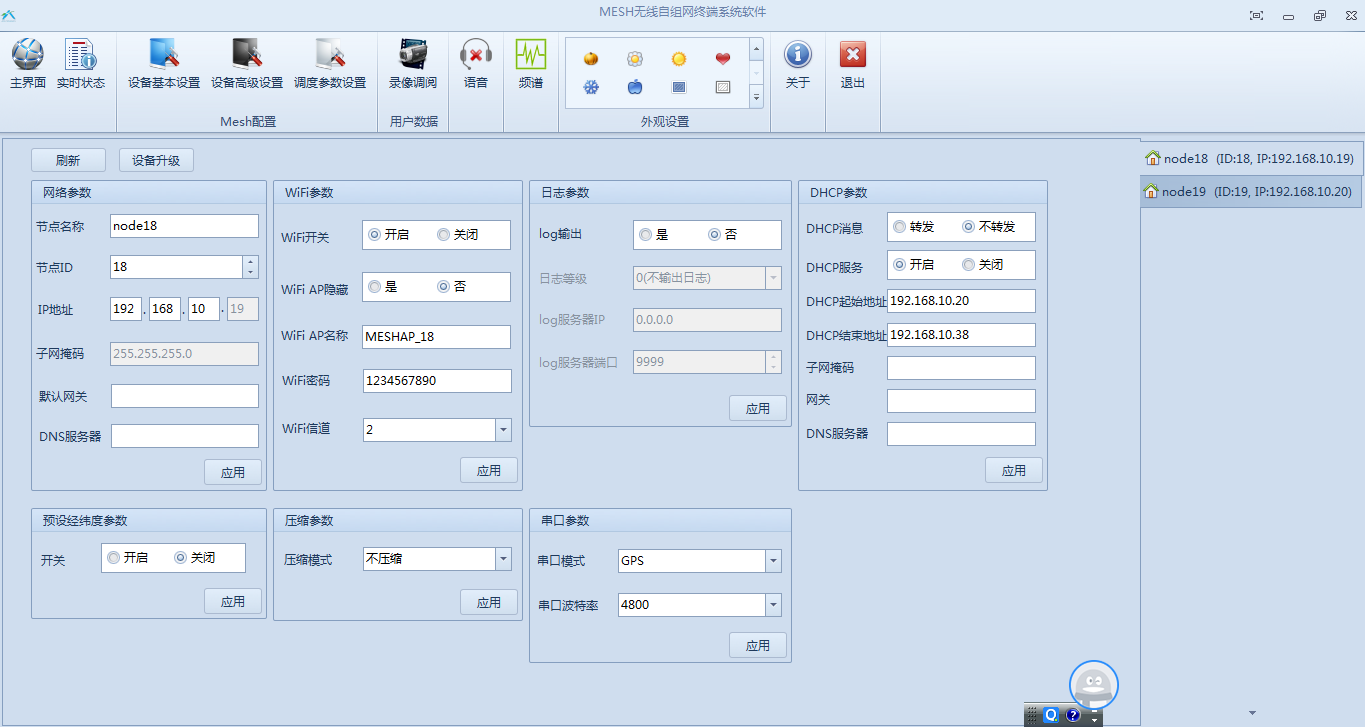 MESH无线自组网终端系统软件
主界面 实时状态 设备基本设置 设备高级设置 调度参数设置 录像调阅 语音 频谱 关于 退出
Mesh配置 用户数据 外观设置
刷新 设备升级
node18 (ID:18, IP:192.168.10.19)
node19 (ID:19, IP:192.168.10.20)
网络参数
节点名称 node18
节点ID 18
IP地址 192 . 168 . 10 . 19
子网掩码 255.255.255.0
默认网关
DNS服务器
应用
WiFi参数
WiFi开关 开启 关闭
WiFi AP隐藏 是 否
WiFi AP名称 MESHAP_18
WiFi密码 1234567890
WiFi信道 2
应用
日志参数
log输出 是 否
日志等级 0(不输出日志)
log服务器IP 0.0.0.0
log服务器端口 9999
应用
DHCP参数
DHCP消息 转发 不转发
DHCP服务 开启 关闭
DHCP起始地址 192.168.10.20
DHCP结束地址 192.168.10.38
子网掩码
网关
DNS服务器
应用
预设经纬度参数
开关 开启 关闭
应用
压缩参数
压缩模式 不压缩
应用
串口参数
串口模式 GPS
串口波特率 4800
应用